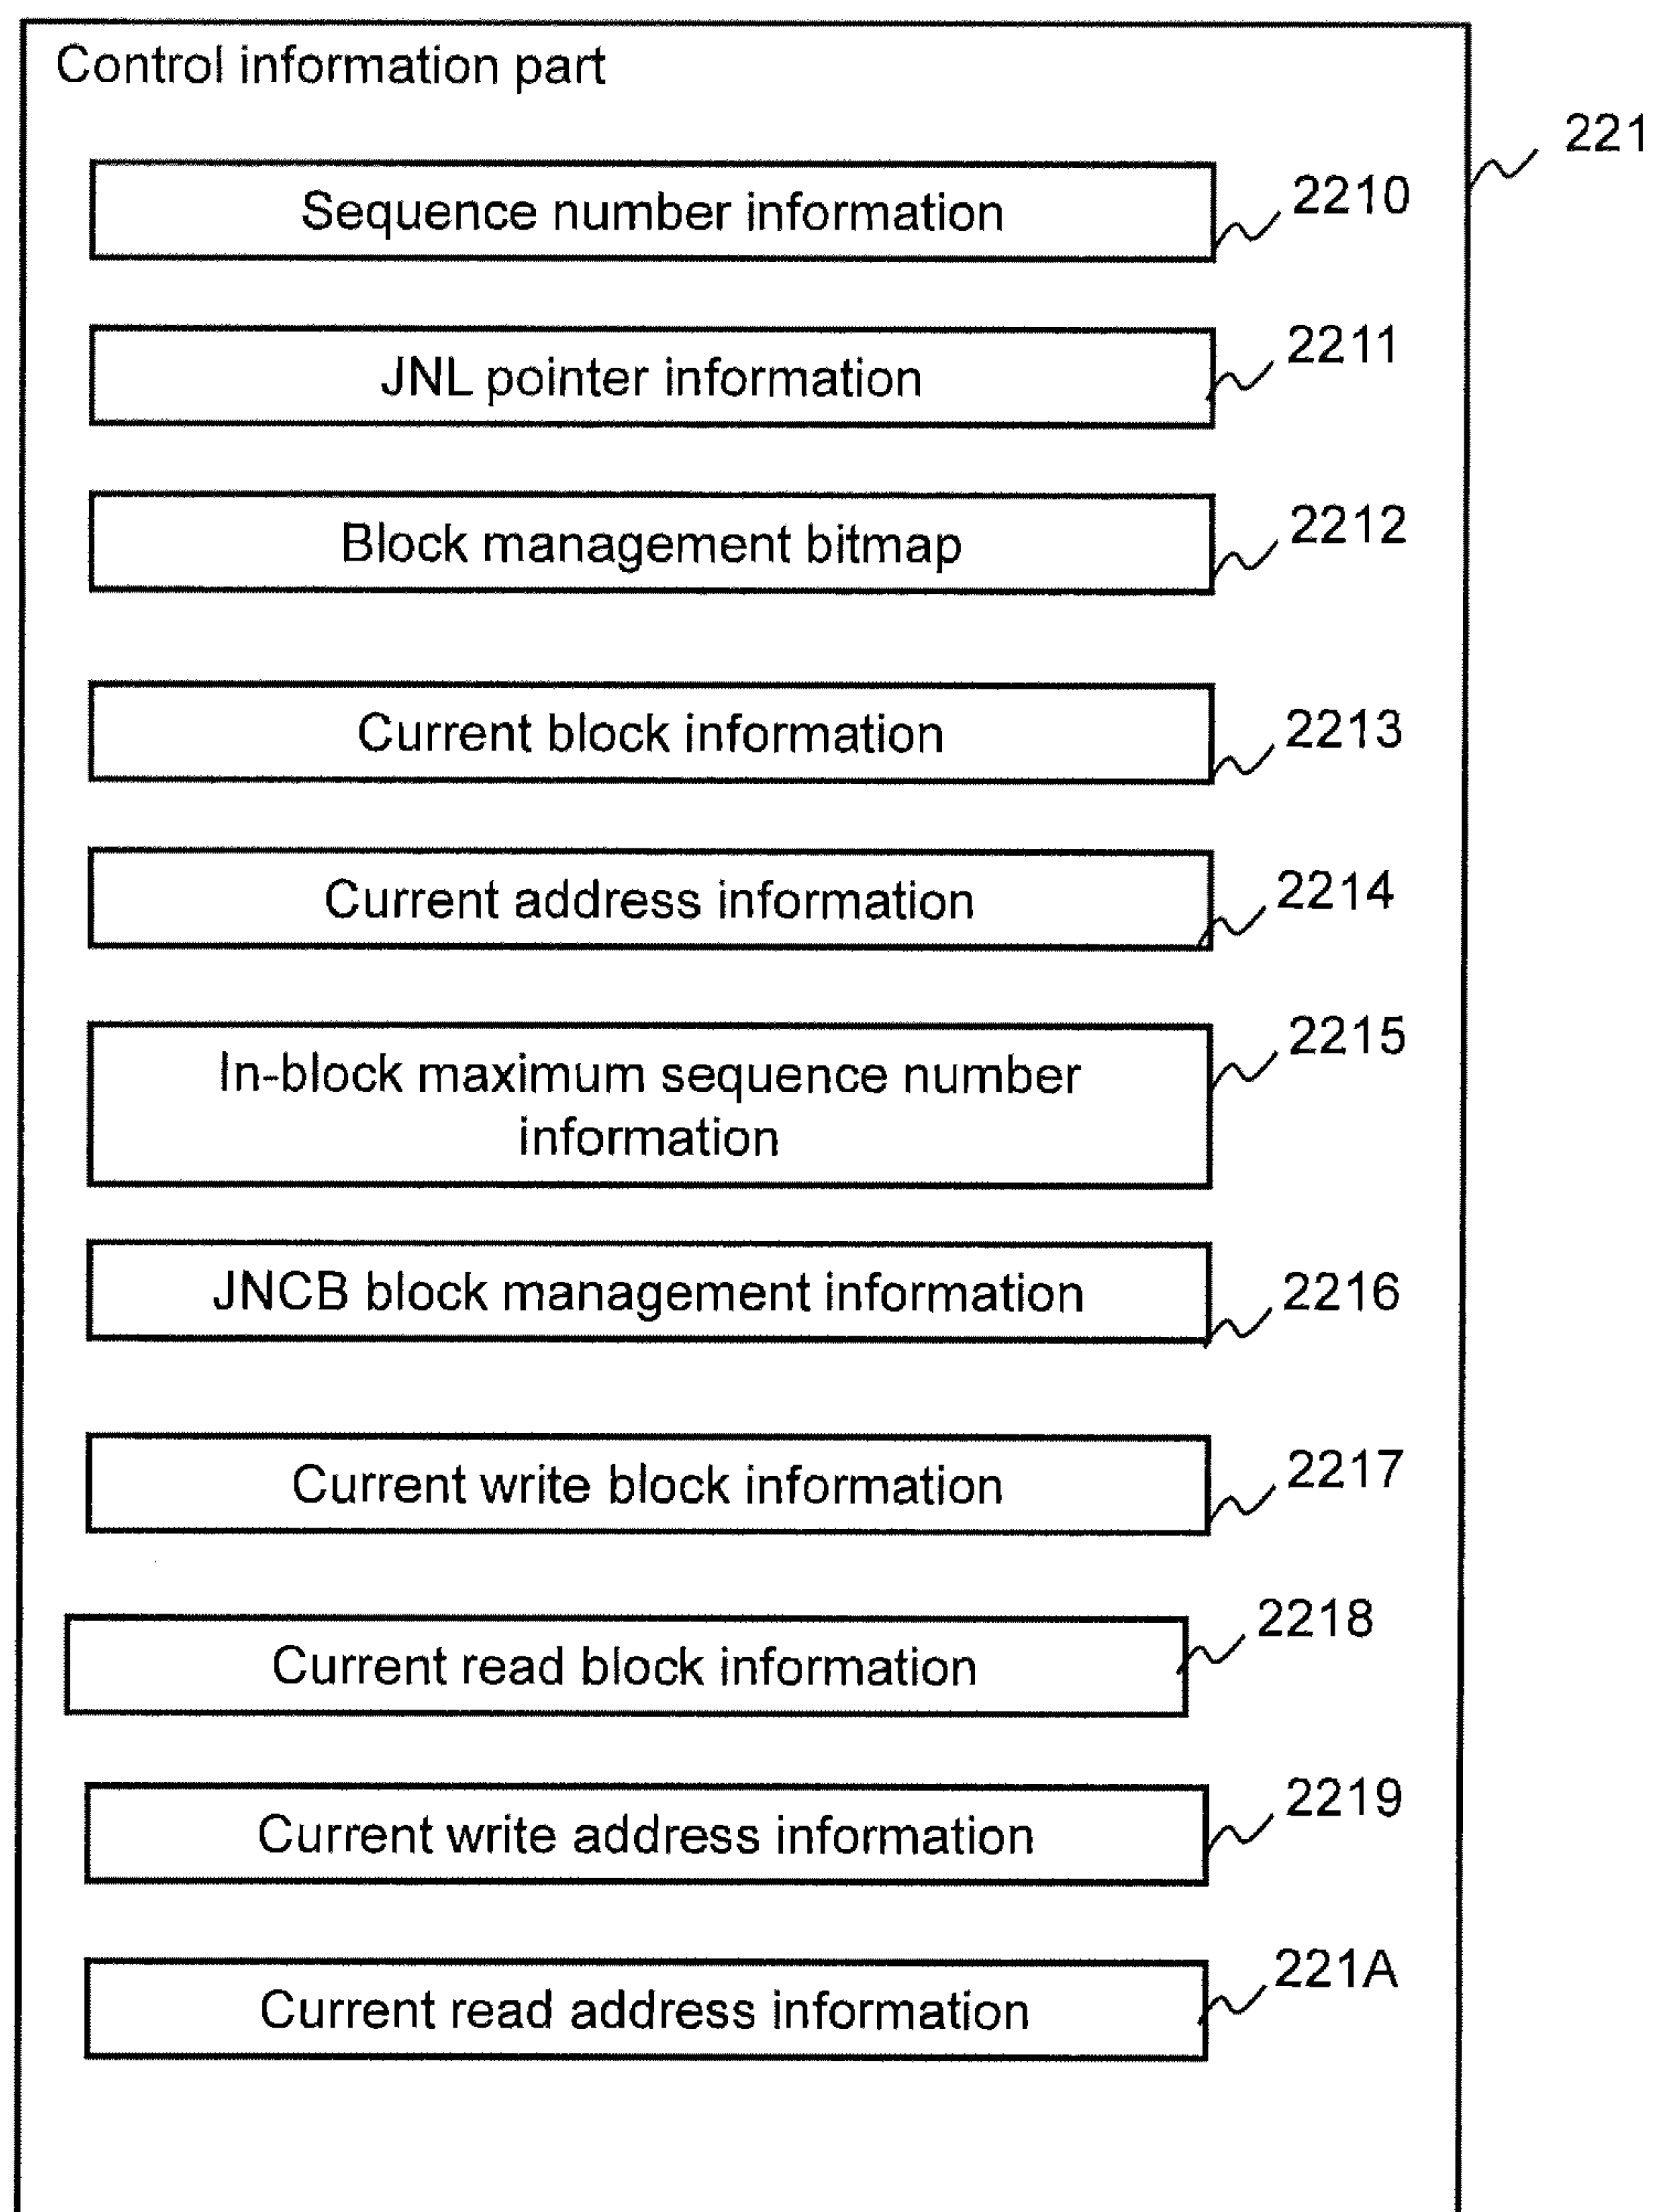 Control information part
221
Sequence number information
2210
JNL pointer information
2211
Block management bitmap
2212
Current block information
2213
Current address information
2214
In-block maximum sequence number
information
2215
JNCB block management information
2216
Current write block information
2217
Current read block information
2218
Current write address information
2219
Current read address information
221A